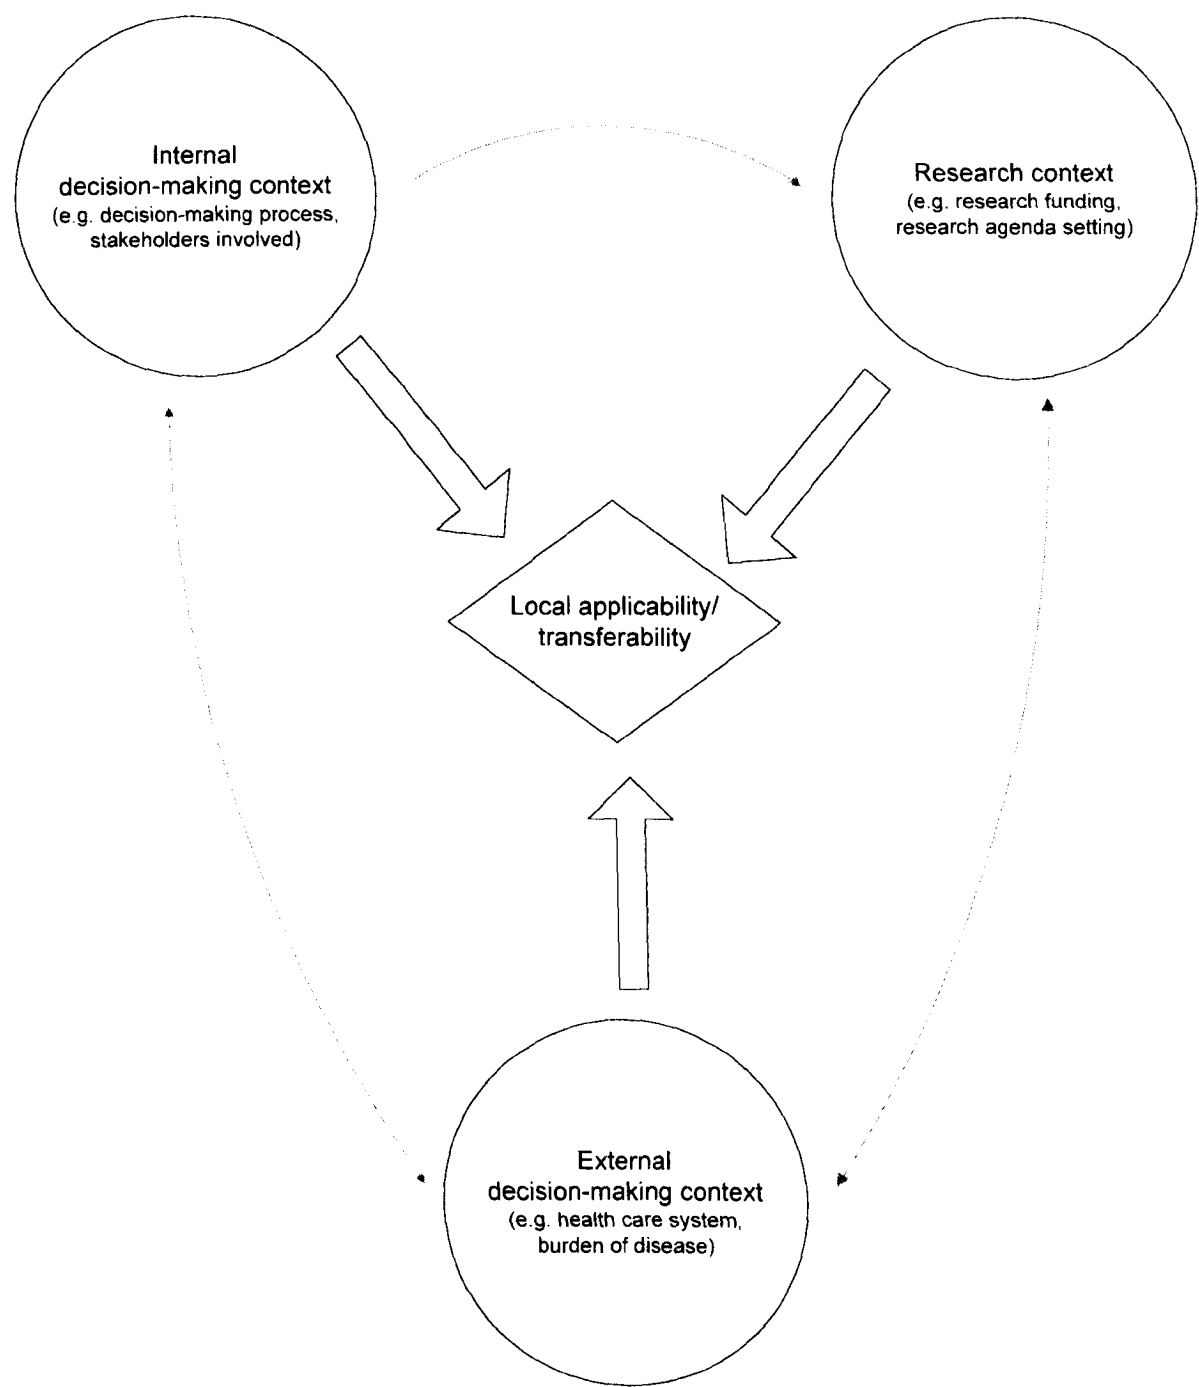 Internal
decision-making context
(e.g. decision-making process,
stakeholders involved)
Research context
(e.g. research funding,
research agenda setting)
Local applicability/
transferability
External
decision-making context
(e.g. health care system,
burden of disease)